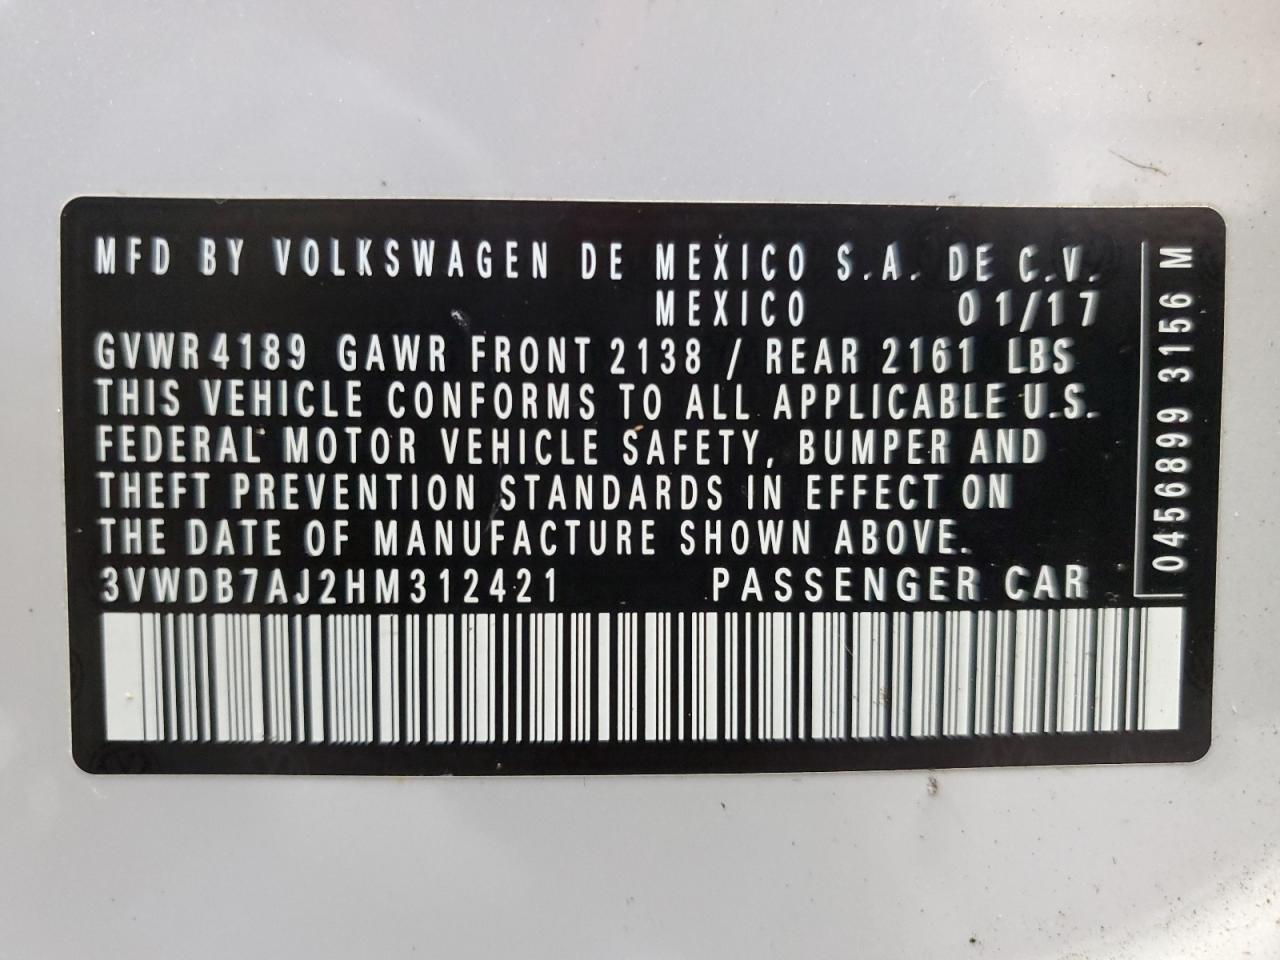 MFD BY VOLKSWAGEN DE MEXICO S.A. DE C.V.
MEXICO 01/17
GVWR 4189 GAWR FRONT 2138 / REAR 2161 LBS
THIS VEHICLE CONFORMS TO ALL APPLICABLE U.S.
FEDERAL MOTOR VEHICLE SAFETY, BUMPER AND
THEFT PREVENTION STANDARDS IN EFFECT ON
THE DATE OF MANUFACTURE SHOWN ABOVE.
3VWDB7AJ2HM312421 PASSENGER CAR
0456899 3156 M